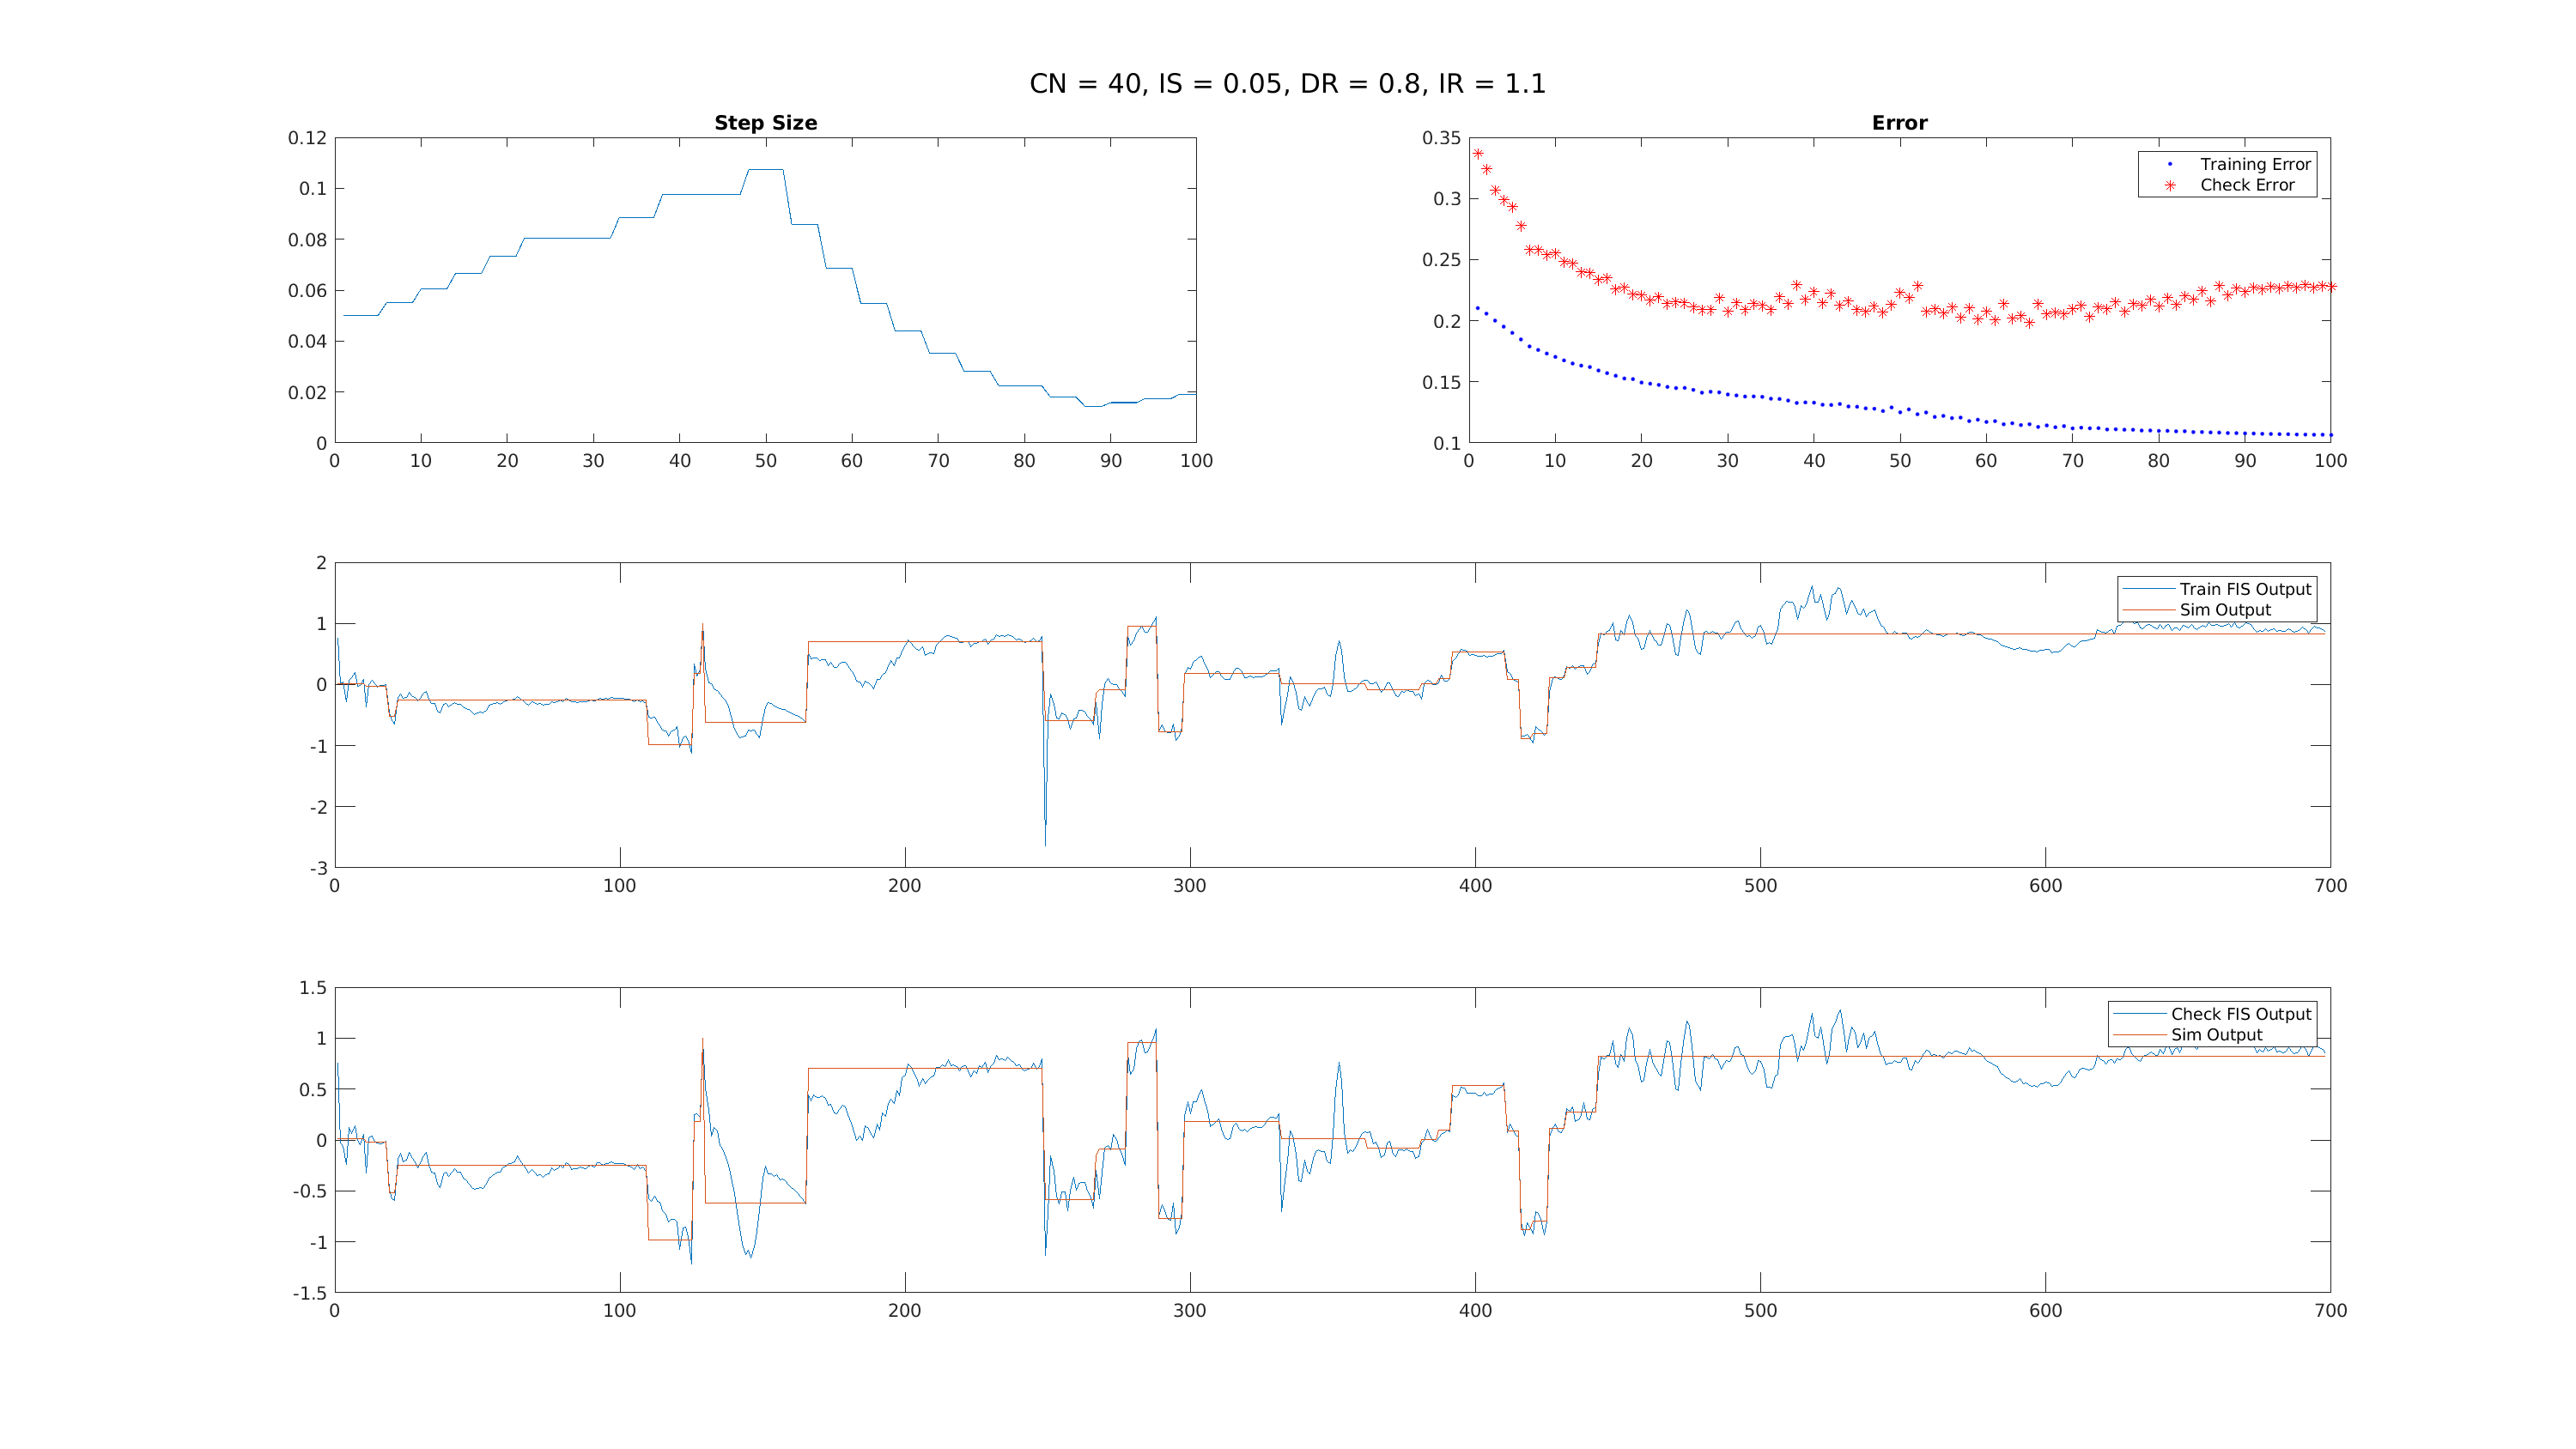 CN = 40, IS = 0.05, DR = 0.8, IR = 1.1
Step Size
0.12
0.1
0.08
0.06
0.04
0.02
0
0 10 20 30 40 50 60 70 80 90 100
Error
0.35
0.3
0.25
0.2
0.15
0.1
0 10 20 30 40 50 60 70 80 90 100
Training Error
Check Error
2
1
0
-1
-2
-3
0 100 200 300 400 500 600 700
Train FIS Output
Sim Output
1.5
1
0.5
0
-0.5
-1
-1.5
0 100 200 300 400 500 600 700
Check FIS Output
Sim Output